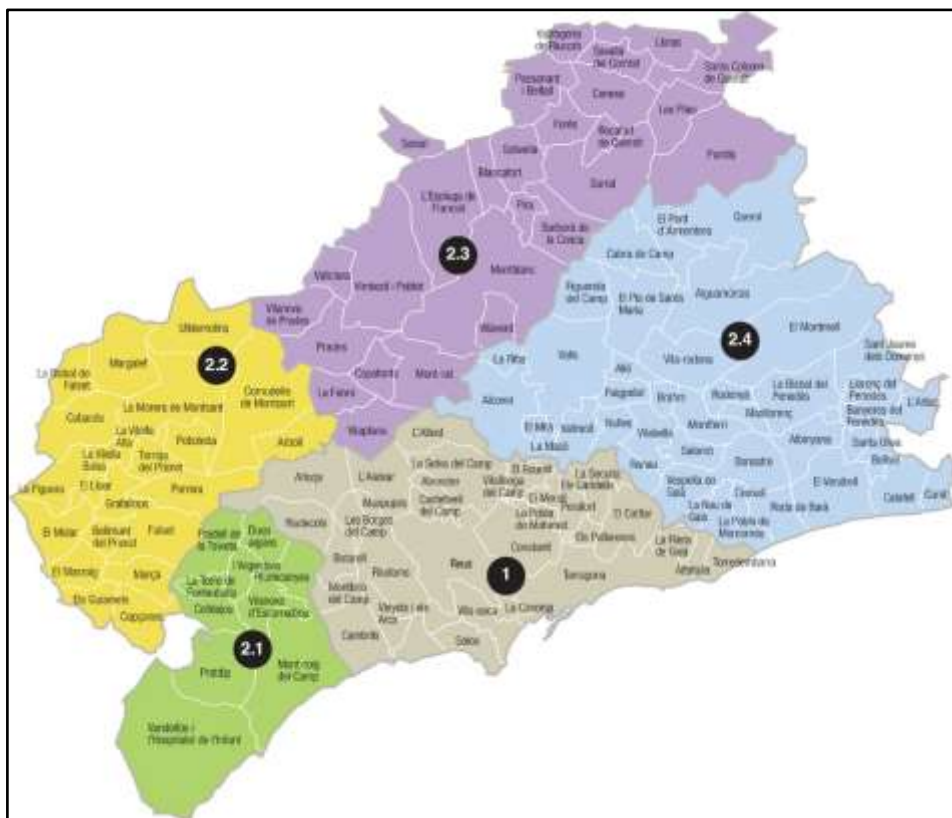 Vallfogona
de Riucorb
Savallà
del Comtat
Llorac
Santa Coloma
de Queralt
Passanant
i Belltall
Conesa
Les Piles
Forès
Rocafort
de Queralt
Senan
Solivella
Pontils
Blancafort
Sarral
L'Espluga de
Francolí
Pira
Barberà de
la Conca
2.3
Montblanc
Vallclara
Vimbodí i Poblet
Vilanova
de Prades
Vilaverd
Prades
Capafonts
Mont-ral
La Febró
Vilaplana
El Pont
d'Armentera
Querol
Cabra de Camp
Figuerola
del Camp
El Pla de Santa
Maria
Aiguamúrcia
2.4
El Montmell
Sant Jaume
dels Domenys
La Riba
Valls
Vila-rodona
Alió
Alcover
Puigpelat
Bràfim
Rodonyà
La Bisbal del
Penedès
Llorenç del
Penedès
L'Arboç
Masllorenç
Banyeres del
Penedès
El Milà
Vallmoll
Nulles
Vilabella
Montferri
Albinyana
Santa Oliva
La Masó
Renau
Salomó
Bonastre
Bellvei
Vespella de
Gaià
El Vendrell
Creixell
Roda de Barà
Calafell
La Nou de
Gaià
La Pobla de
Montornès
Ulldemolins
2.2
Margalef
La Bisbal de
Falset
Cornudella
de Montsant
Cabacés
La Morera de Montsant
La Vilella
Alta
Poboleda
Arbolí
La Vilella
Baixa
Torroja
del Priorat
La Figuera
El Lloar
Porrera
Gratallops
El Molar
Bellmunt
del Priorat
Falset
El Masroig
Marçà
Els Guiamets
Capçanes
L'Albiol
Alforja
L'Aleixar
La Selva del Camp
El Rourell
La Secuita
Almoster
Vilallonga
del Camp
Maspujols
Castellvell
del Camp
El Morell
Perafort
El Catllar
La Pobla
de Mafumet
Riudecols
Les Borges
del Camp
Els Pallaresos
Constantí
La Riera
de Gaià
Botarell
Reus
1
Tarragona
Altafulla
Torredembarra
Riudoms
Montbrió
del Camp
Vinyols i els
Arcs
Vila-seca
La Canonja
Cambrils
Salou
Pradell de
la Teixeta
Duesaigües
L'Argentera
Riudecanyes
La Torre de
Fontaubella
Colldejou
Vilanova
d'Escornalbou
2.1
Pratdip
Mont-roig
del Camp
Vandellòs i
l'Hospitalet de l'Infant